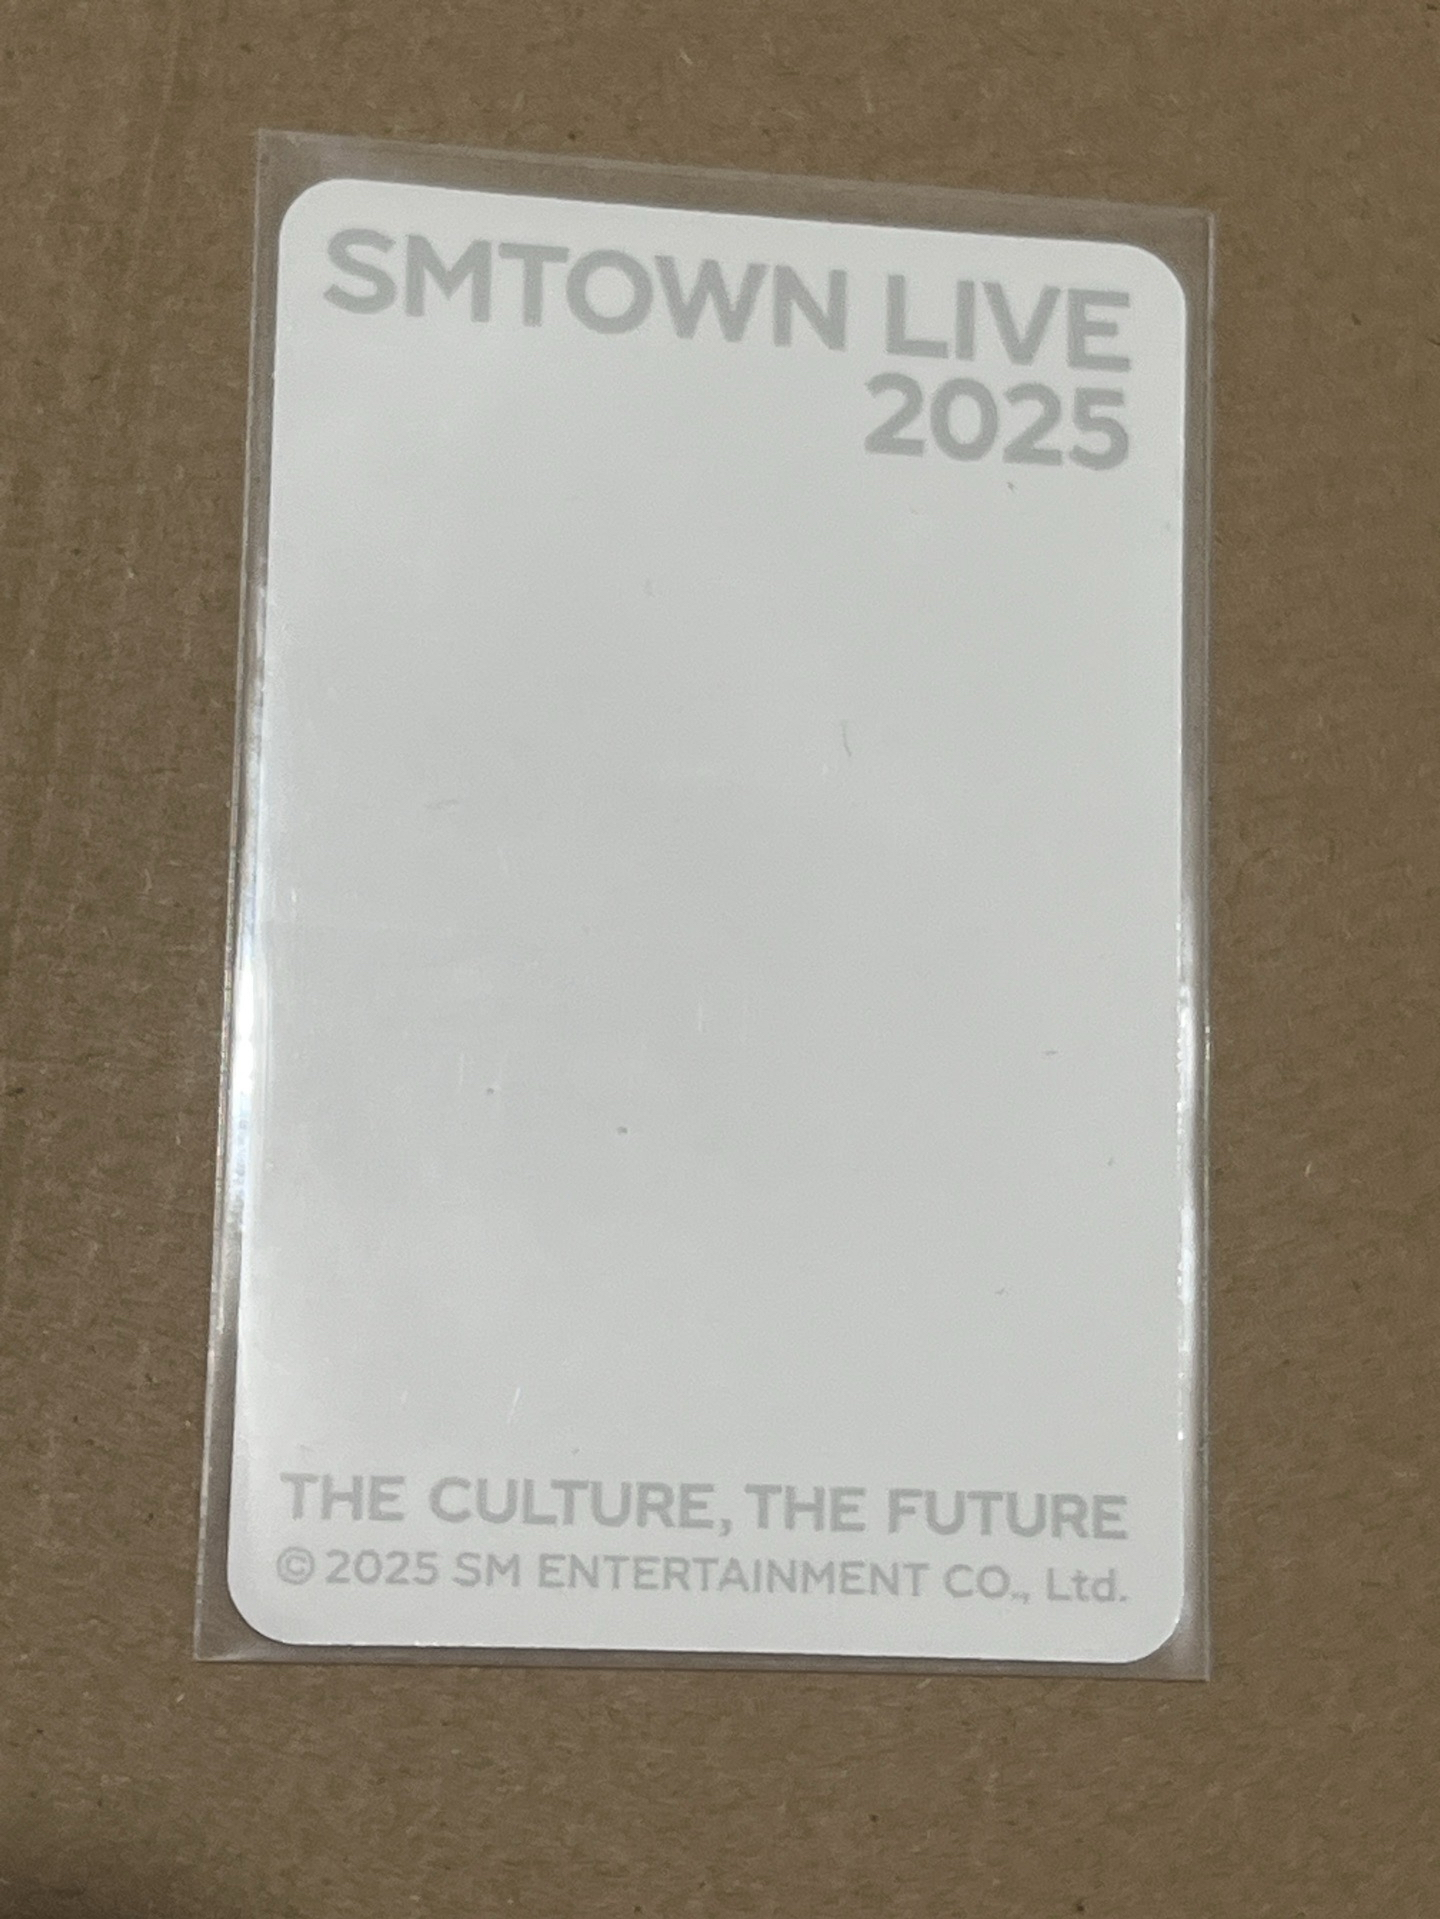 SMTOWN LIVE
2025
THE CULTURE, THE FUTURE
© 2025 SM ENTERTAINMENT CO., Ltd.